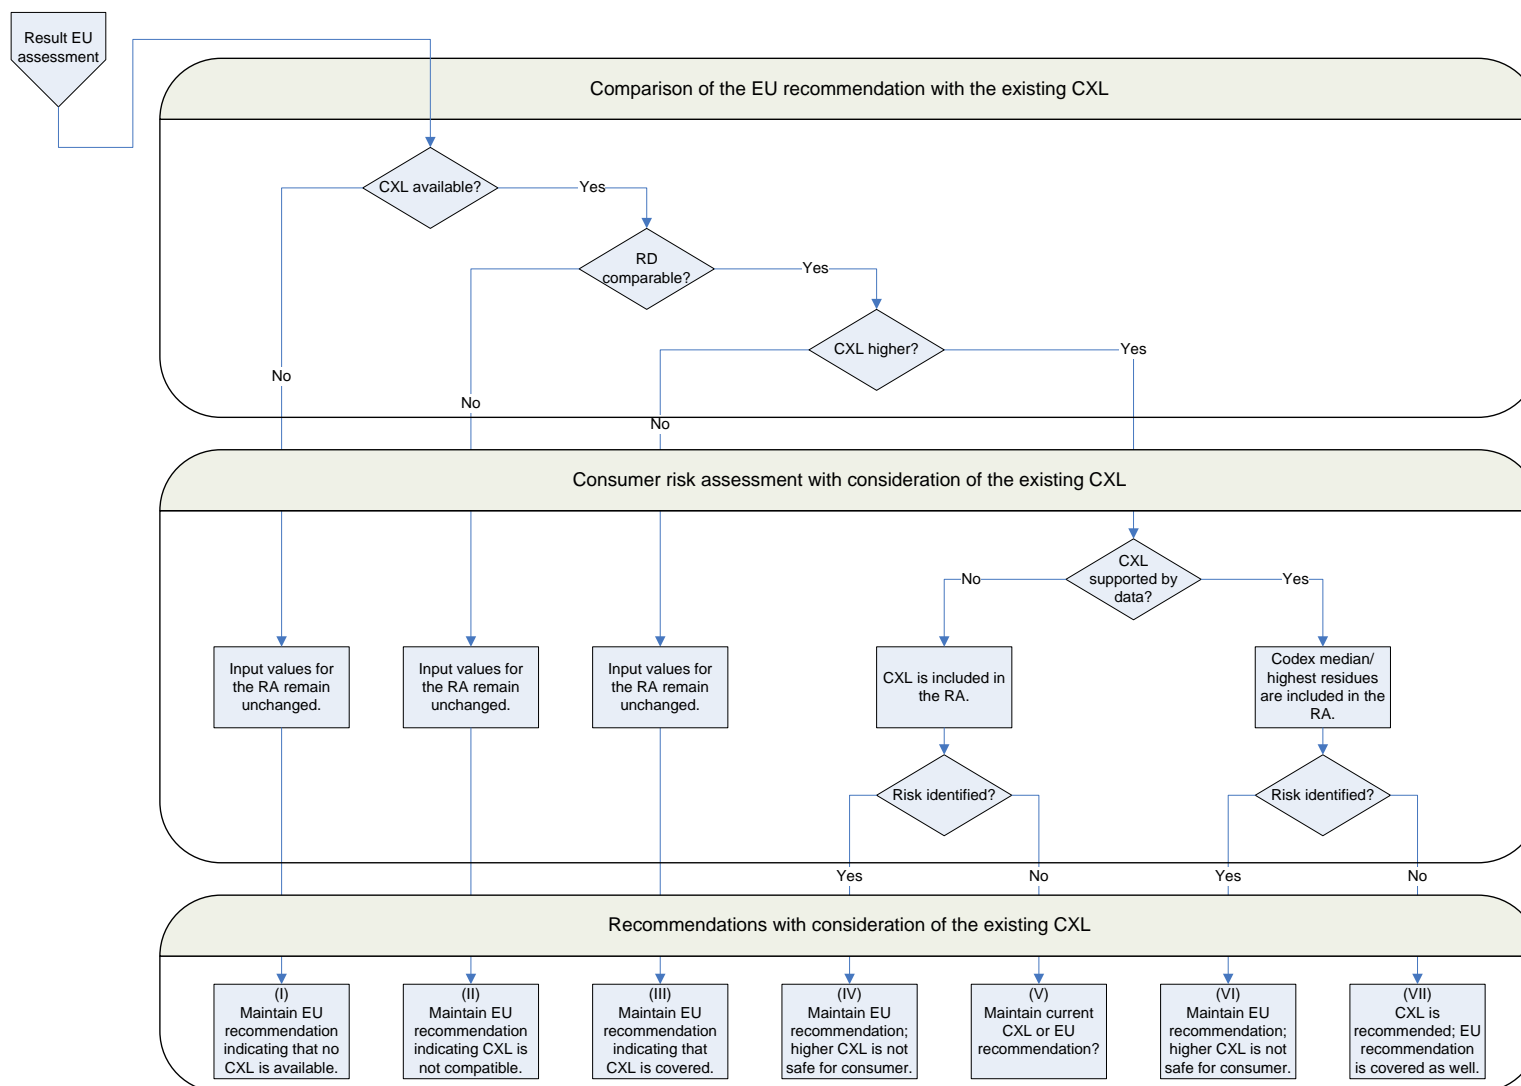 Result EU
assessment
Comparison of the EU recommendation with the existing CXL
CXL available?
Yes
RD
comparable?
Yes
CXL higher?
Yes
No
No
No
Consumer risk assessment with consideration of the existing CXL
CXL
supported by
data?
No
Yes
Input values for
the RA remain
unchanged.
Input values for
the RA remain
unchanged.
Input values for
the RA remain
unchanged.
CXL is included in
the RA.
Codex median/
highest residues
are included in the
RA.
Risk identified?
Risk identified?
Yes
No
Yes
No
Recommendations with consideration of the existing CXL
(I)
Maintain EU
recommendation
indicating that no
CXL is available.
(II)
Maintain EU
recommendation
indicating CXL is
not compatible.
(III)
Maintain EU
recommendation
indicating that
CXL is covered.
(IV)
Maintain EU
recommendation;
higher CXL is not
safe for consumer.
(V)
Maintain current
CXL or EU
recommendation?
(VI)
Maintain EU
recommendation;
higher CXL is not
safe for consumer.
(VII)
CXL is
recommended; EU
recommendation
is covered as well.